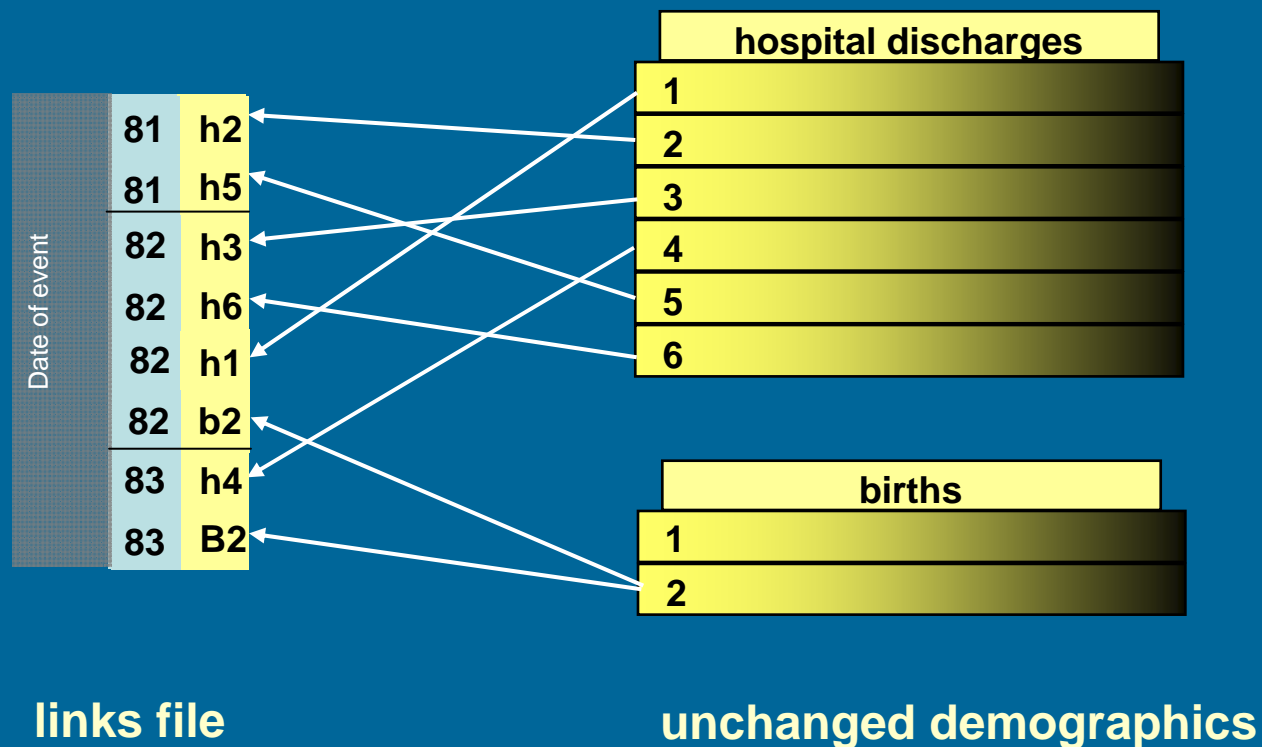 hospital discharges
1
2
3
4
5
6
Date of event
81 h2
81 h5
82 h3
82 h6
82 h1
82 b2
83 h4
83 B2
births
1
2
links file
unchanged demographics